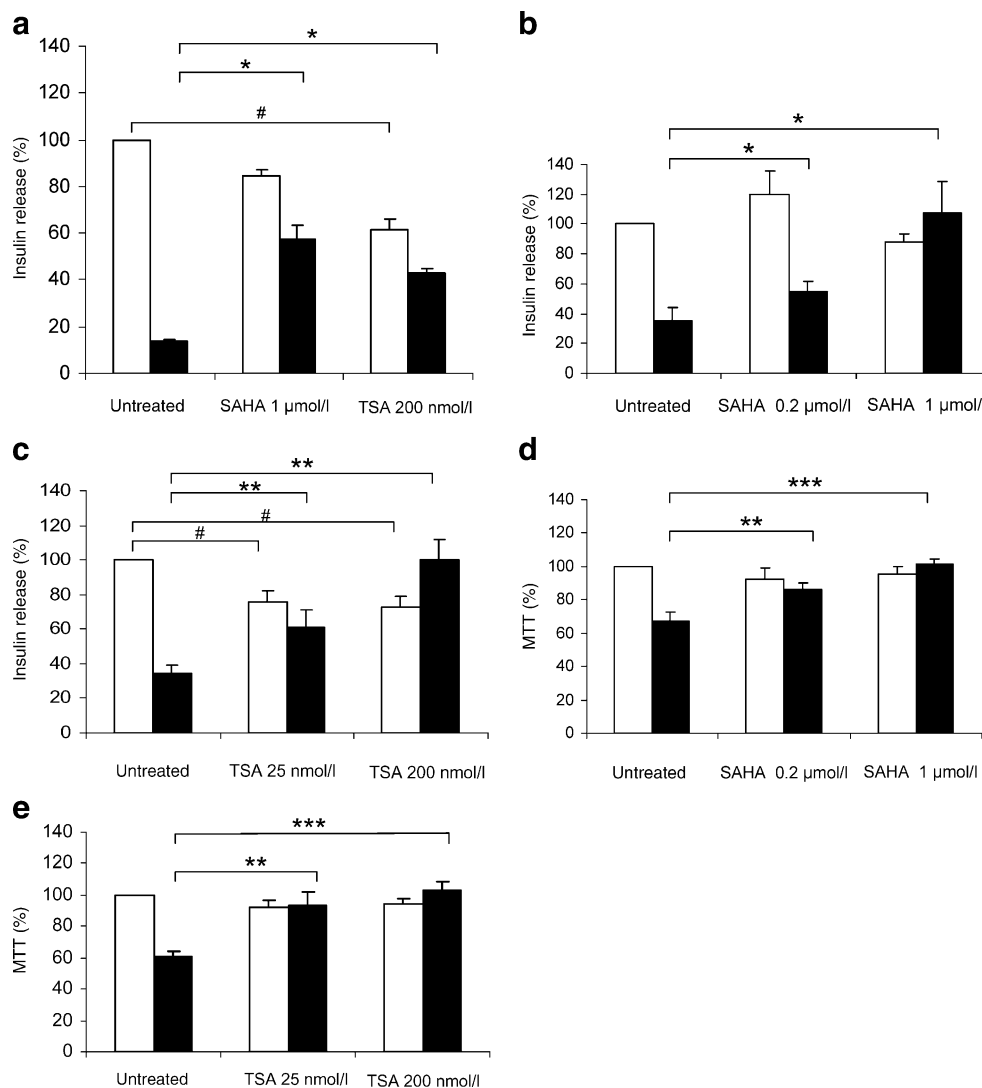 a
*
*
#
Insulin release (%)
140
120
100
80
60
40
20
0
Untreated
SAHA 1 µmol/l
TSA 200 nmol/l
b
*
*
Insulin release (%)
140
120
100
80
60
40
20
0
Untreated
SAHA 0.2 µmol/l
SAHA 1 µmol/
c
**
**
#
#
Insulin release (%)
140
120
100
80
60
40
20
0
Untreated
TSA 25 nmol/l
TSA 200 nmol/l
d
***
**
MTT (%)
140
120
100
80
60
40
20
0
Untreated
SAHA 0.2 µmol/l
SAHA 1 µmol/l
e
***
**
MTT (%)
140
120
100
80
60
40
20
0
Untreated
TSA 25 nmol/l
TSA 200 nmol/l